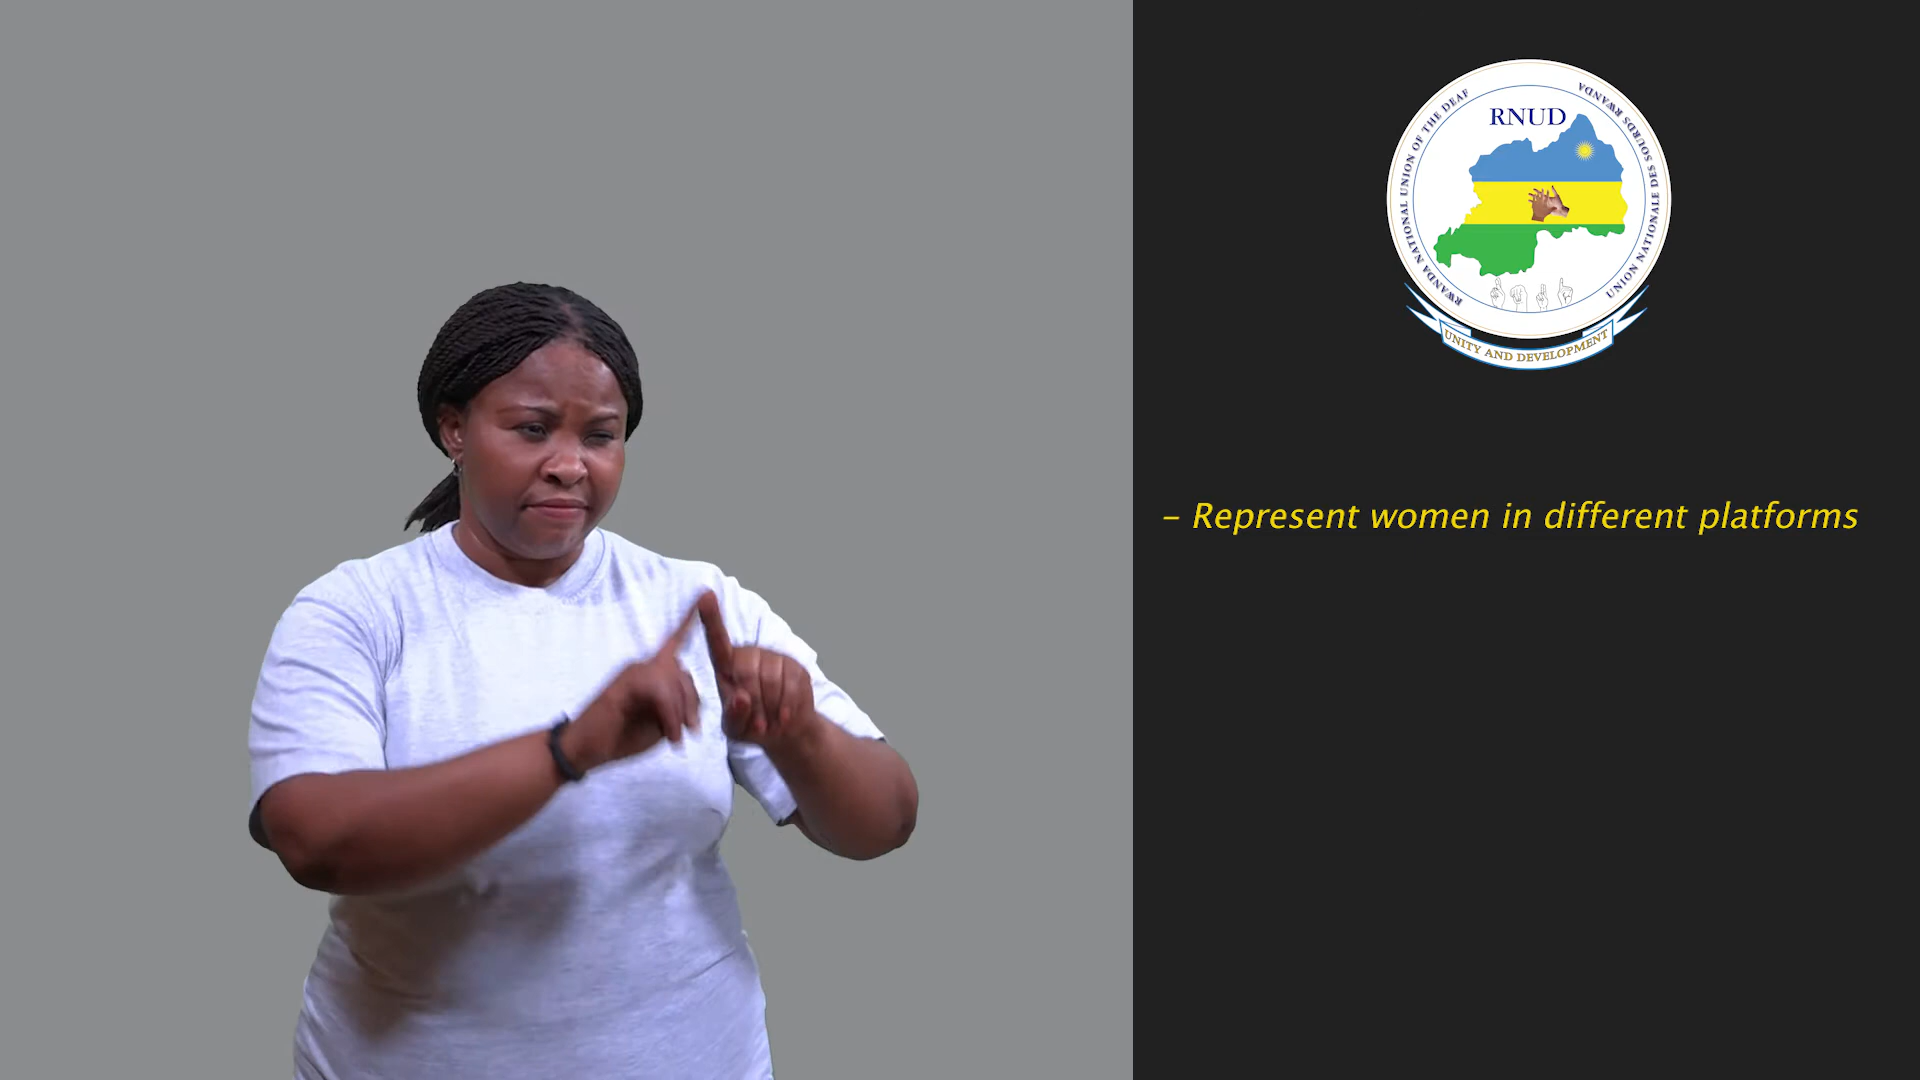 RNUD
RWANDA NATIONAL UNION OF THE DEAF
UNION NATIONALE DES SOURDS RWANDA
UNITY AND DEVELOPMENT
– Represent women in different platforms